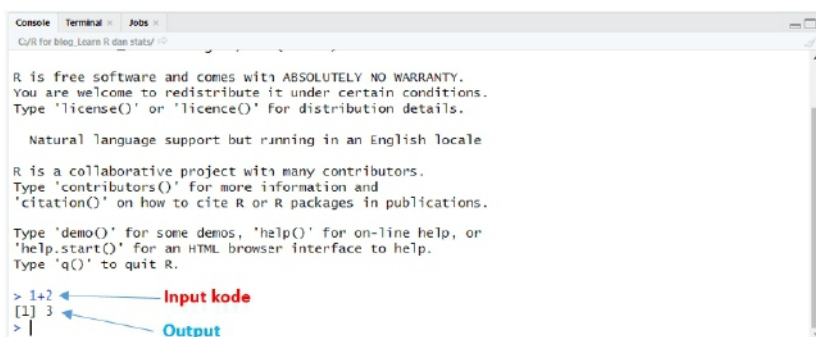 Console Terminal × Jobs ×
C:/R for blog_Learn R dan stats/
R is free software and comes with ABSOLUTELY NO WARRANTY.
You are welcome to redistribute it under certain conditions.
Type 'license()' or 'licence()' for distribution details.
Natural language support but running in an English locale
R is a collaborative project with many contributors.
Type 'contributors()' for more information and
'citation()' on how to cite R or R packages in publications.
Type 'demo()' for some demos, 'help()' for on-line help, or
'help.start()' for an HTML browser interface to help.
Type 'q()' to quit R.
> 1+2 Input kode
[1] 3
> Output